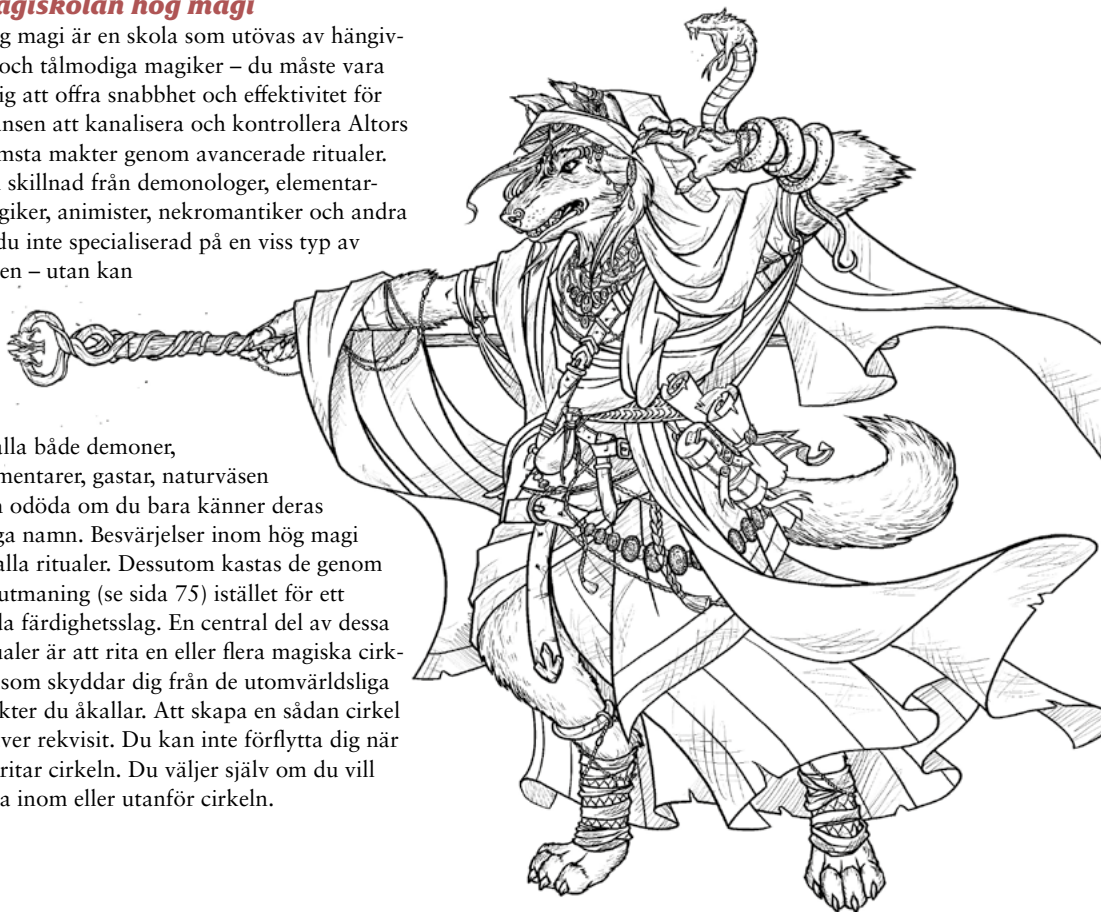 agiskolan hög magi
g magi är en skola som utövas av hängiv-
och tålmodiga magiker – du måste vara
ig att offra snabbhet och effektivitet för
ansen att kanalisera och kontrollera Altors
msta makter genom avancerade ritualer.
skillnad från demonologer, elementar-
giker, animister, nekromantiker och andra
du inte specialiserad på en viss typ av
en – utan kan
alla både demoner,
mentarer, gastar, naturväsen
h odöda om du bara känner deras
ga namn. Besvärjelser inom hög magi
alla ritualer. Dessutom kastas de genom
utmaning (se sida 75) istället för ett
la färdighetsslag. En central del av dessa
ualer är att rita en eller flera magiska cirk-
som skyddar dig från de utomvärldsliga
kter du åkallar. Att skapa en sådan cirkel
ver rekvisit. Du kan inte förflytta dig när
ritar cirkeln. Du väljer själv om du vill
a inom eller utanför cirkeln.